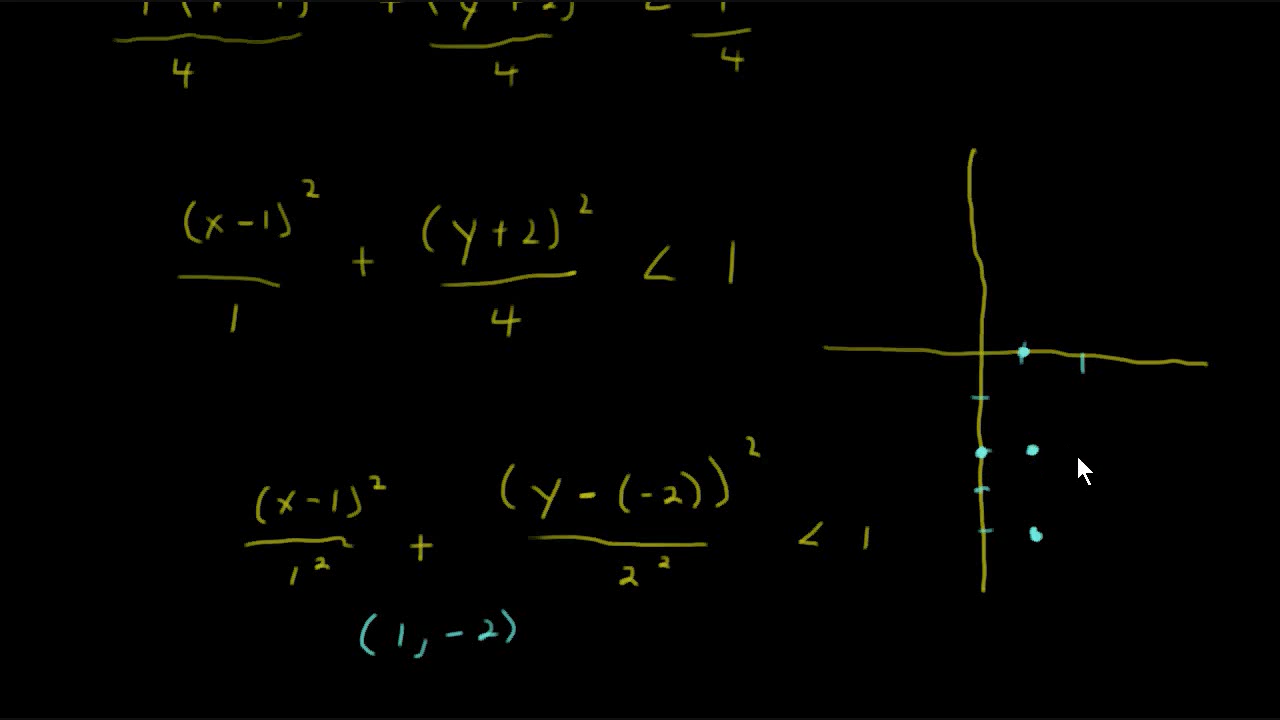 4 4 4
(x-1)² + (y+2)² < 1
1 4
(x-1)² + (y-(-2))² < 1
1² 2²
(1,-2)